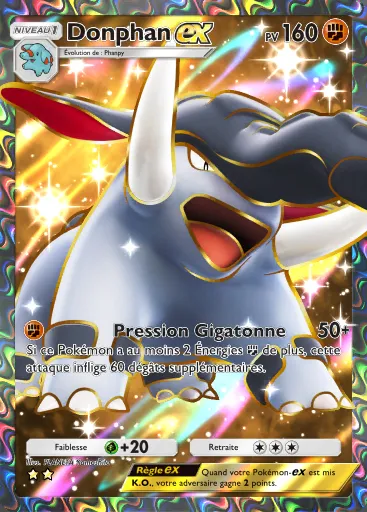 NIVEAU 1 Donphan ex PV 160
Évolution de : Phanpy
Pression Gigatonne 50+
Si ce Pokémon a au moins 2 Énergies de plus, cette
attaque inflige 60 dégâts supplémentaires.
Faiblesse +20 Retraite
Illus. PLANETA
Règle ex Quand votre Pokémon-ex est mis
K.O., votre adversaire gagne 2 points.